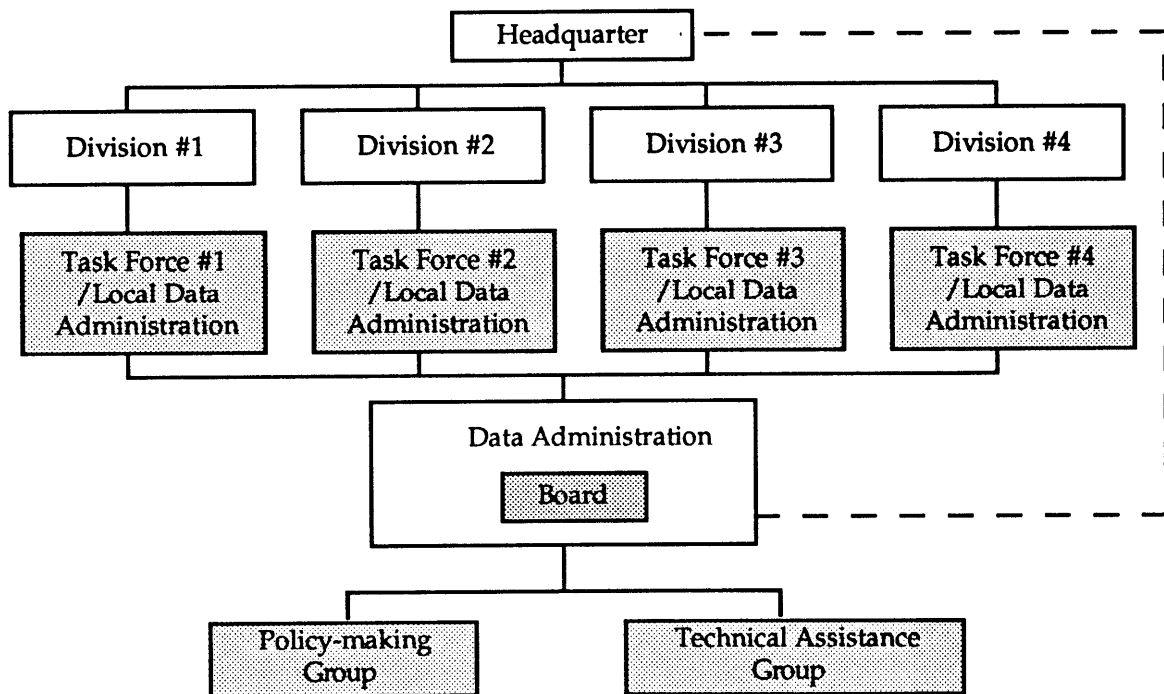 Headquarter
Division #1
Division #2
Division #3
Division #4
Task Force #1
/Local Data
Administration
Task Force #2
/Local Data
Administration
Task Force #3
/Local Data
Administration
Task Force #4
/Local Data
Administration
Data Administration
Board
Policy-making
Group
Technical Assistance
Group